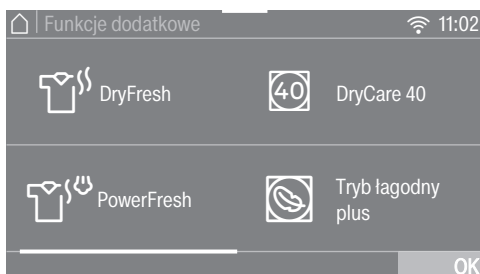 Funkcje dodatkowe
11:02
DryFresh
40
DryCare 40
PowerFresh
Tryb łagodny
plus
OK